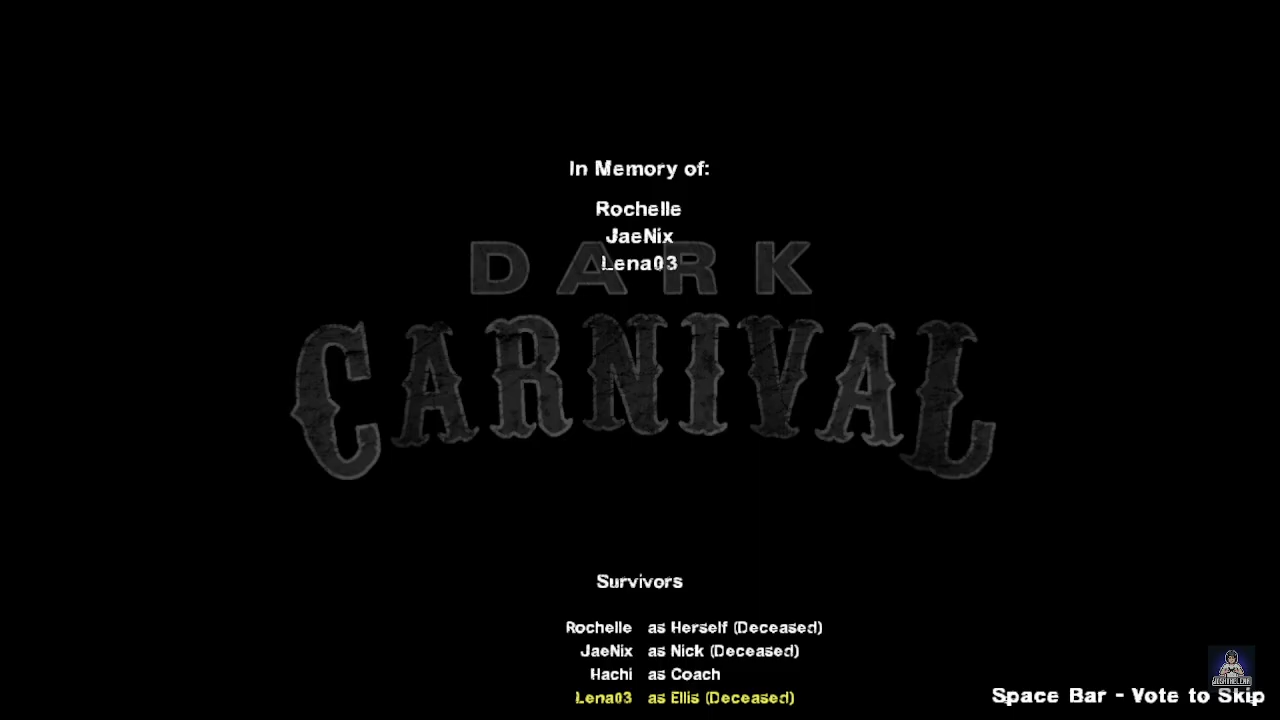 In Memory of:
Rochelle
JaeNix
Lena03
DARK
CARNIVAL
Survivors
Rochelle as Herself (Deceased)
JaeNix as Nick (Deceased)
Hachi as Coach
Lena03 as Ellis (Deceased)
Space Bar - Vote to Skip